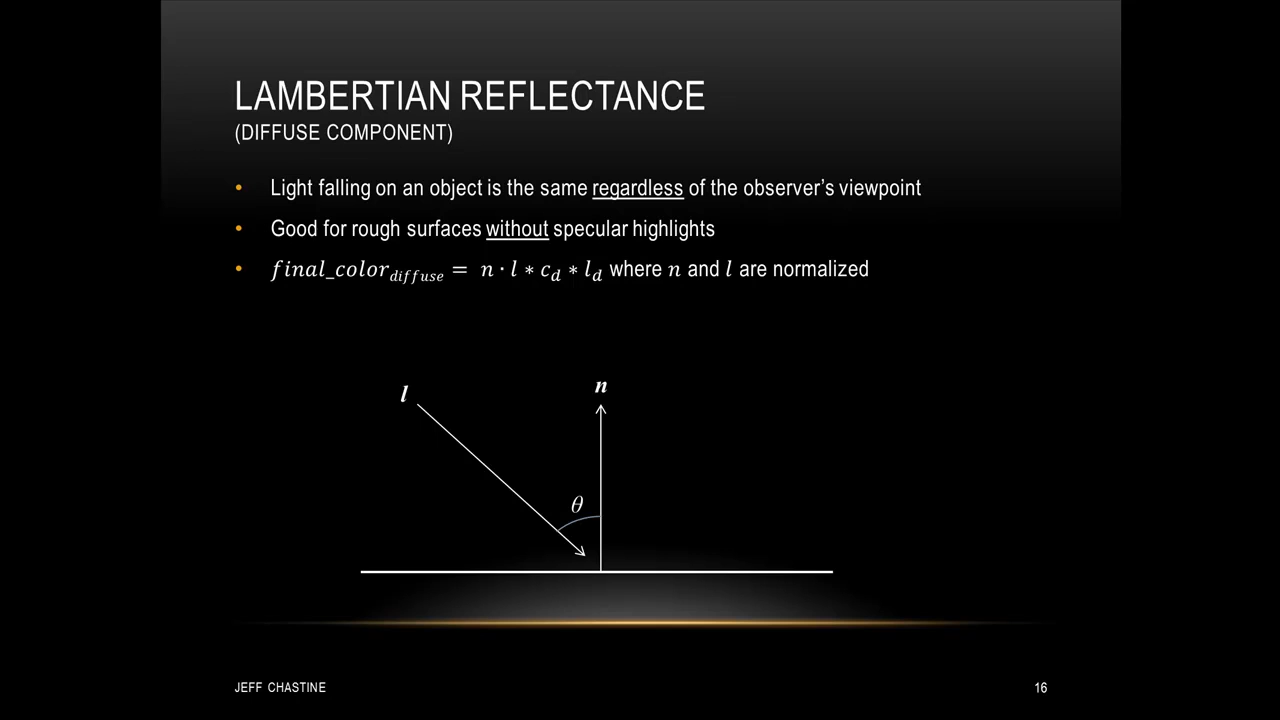 LAMBERTIAN REFLECTANCE
(DIFFUSE COMPONENT)
• Light falling on an object is the same regardless of the observer’s viewpoint
• Good for rough surfaces without specular highlights
• final_color_diffuse = n · l ∗ c_d ∗ l_d where n and l are normalized
l
n
θ
JEFF CHASTINE
16